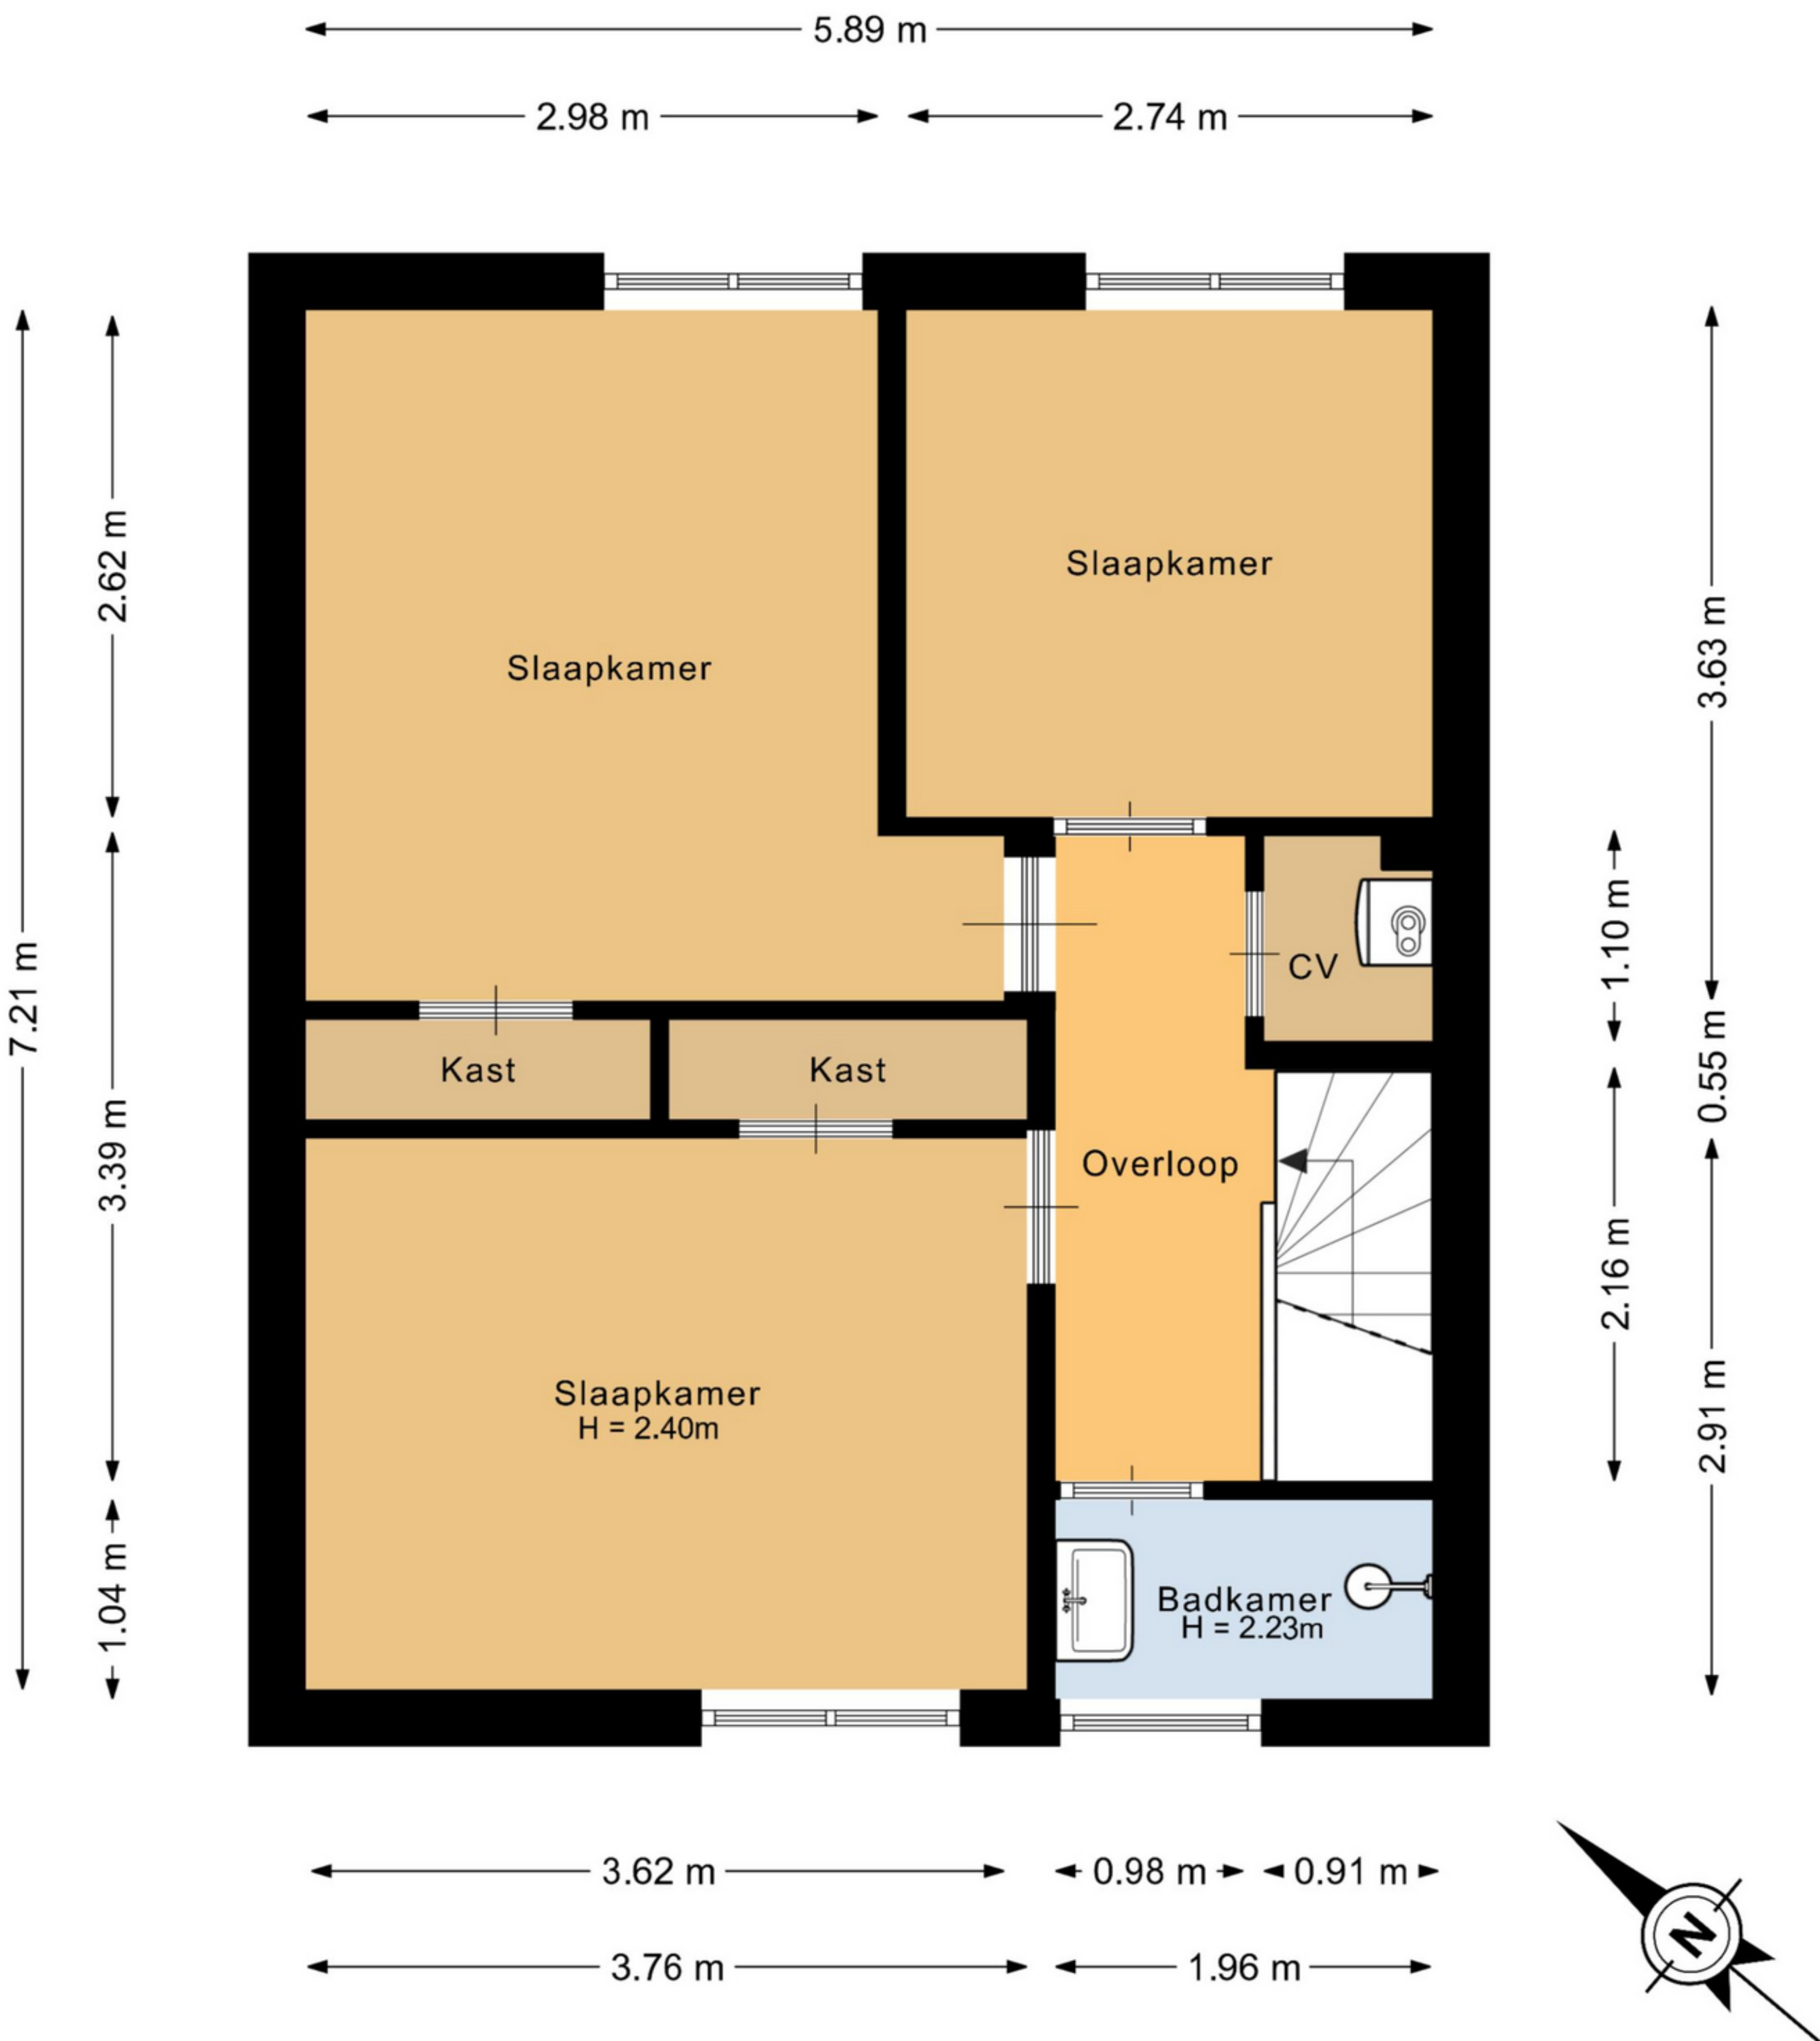 5.89 m
2.98 m
2.74 m
7.21 m
2.62 m
3.39 m
1.04 m
Slaapkamer
Slaapkamer
3.63 m
0.55 m
2.91 m
1.10 m
2.16 m
CV
Kast
Kast
Overloop
Slaapkamer
H = 2.40m
Badkamer
H = 2.23m
3.62 m
0.98 m
0.91 m
3.76 m
1.96 m
N